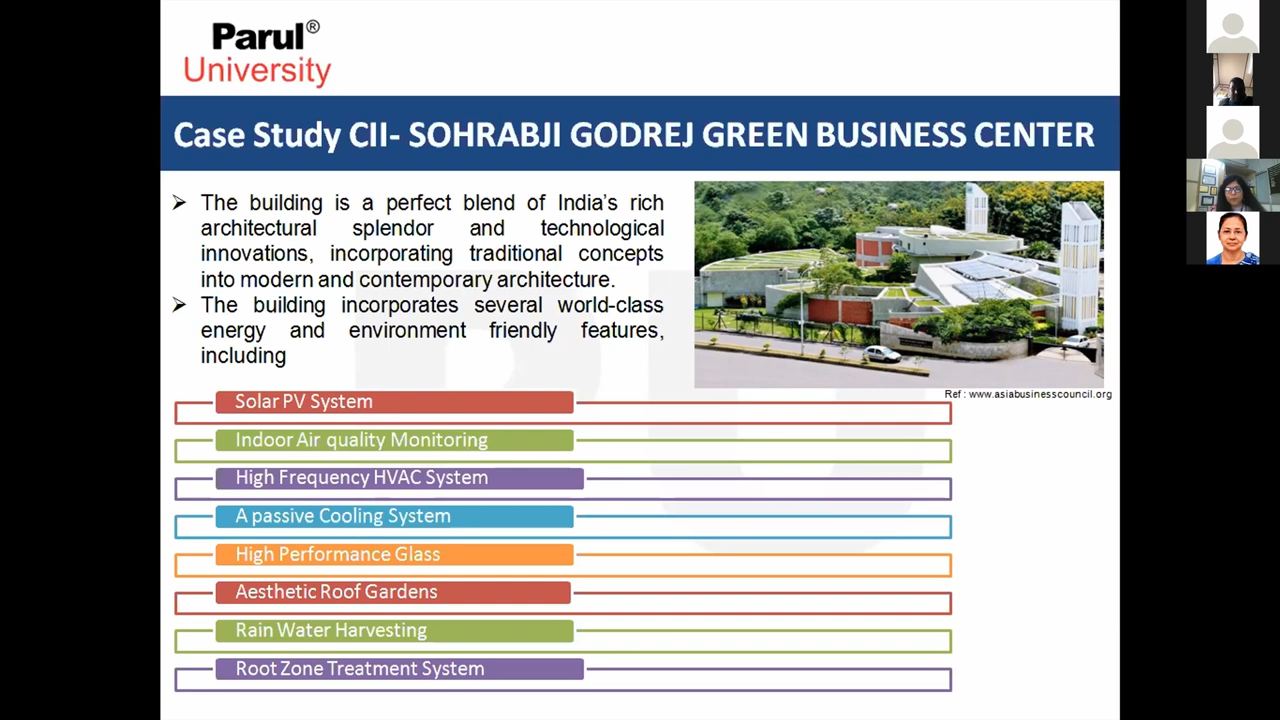 Parul®
University
Case Study CII- SOHRABJI GODREJ GREEN BUSINESS CENTER
➢ The building is a perfect blend of India's rich
architectural splendor and technological
innovations, incorporating traditional concepts
into modern and contemporary architecture.
➢ The building incorporates several world-class
energy and environment friendly features,
including
Ref : www.asiabusinesscouncil.org
Solar PV System
Indoor Air quality Monitoring
High Frequency HVAC System
A passive Cooling System
High Performance Glass
Aesthetic Roof Gardens
Rain Water Harvesting
Root Zone Treatment System